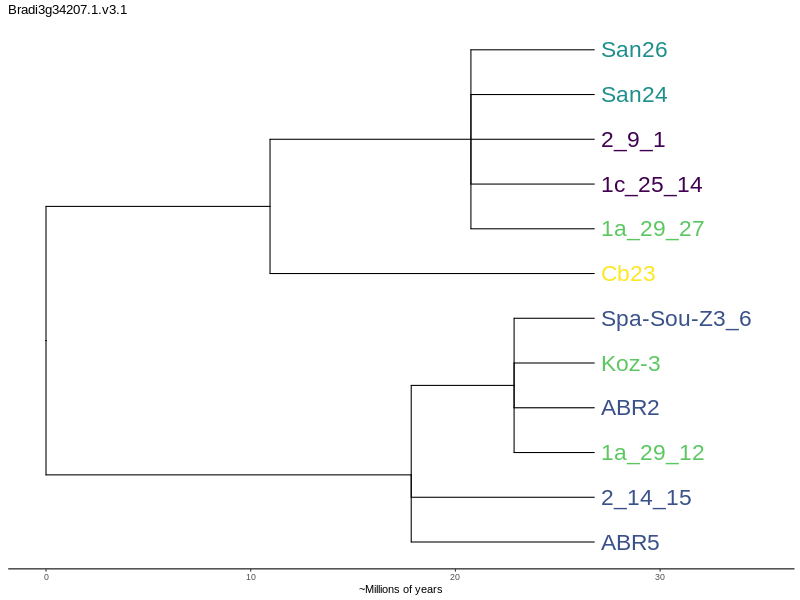 Bradi3g34207.1.v3.1
San26
San24
2_9_1
1c_25_14
1a_29_27
Cb23
Spa-Sou-Z3_6
Koz-3
ABR2
1a_29_12
2_14_15
ABR5
0 10 20 30
~Millions of years